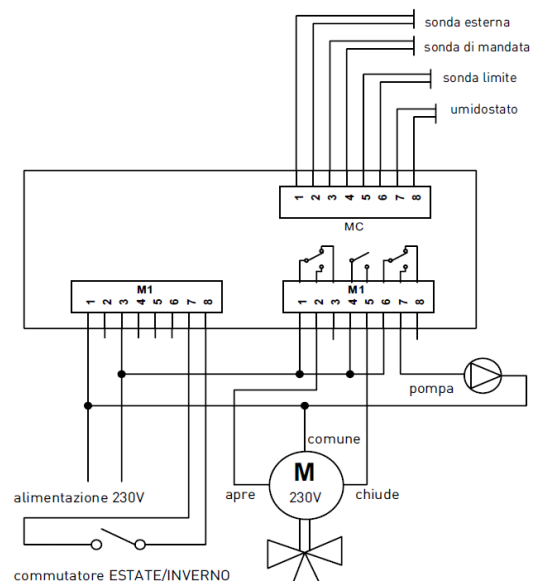 sonda esterna
sonda di mandata
sonda limite
umidostato
1 2 3 4 5 6 7 8
MC
M1
1 2 3 4 5 6 7 8
M1
1 2 3 4 5 6 7 8
pompa
comune
M
230V
apre
chiude
alimentazione 230V
commutatore ESTATE/INVERNO